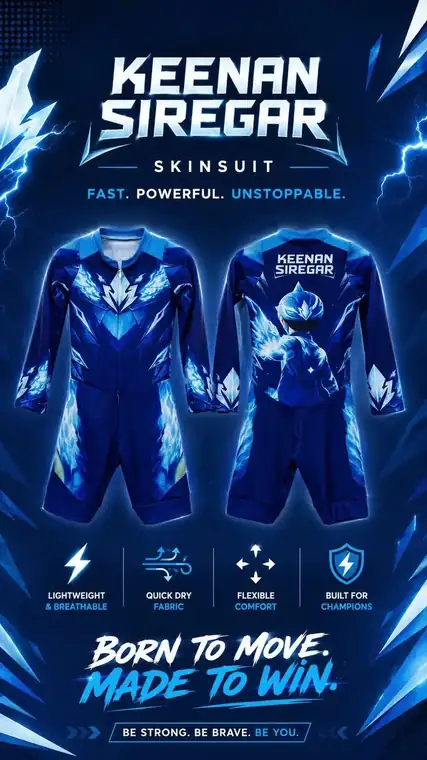 KEENAN
SIREGAR
SKINSUIT
FAST. POWERFUL. UNSTOPPABLE.
KEENAN
SIREGAR
LIGHTWEIGHT
& BREATHABLE
QUICK DRY
FABRIC
FLEXIBLE
COMFORT
BUILT FOR
CHAMPIONS
BORN TO MOVE.
MADE TO WIN.
BE STRONG. BE BRAVE. BE YOU.